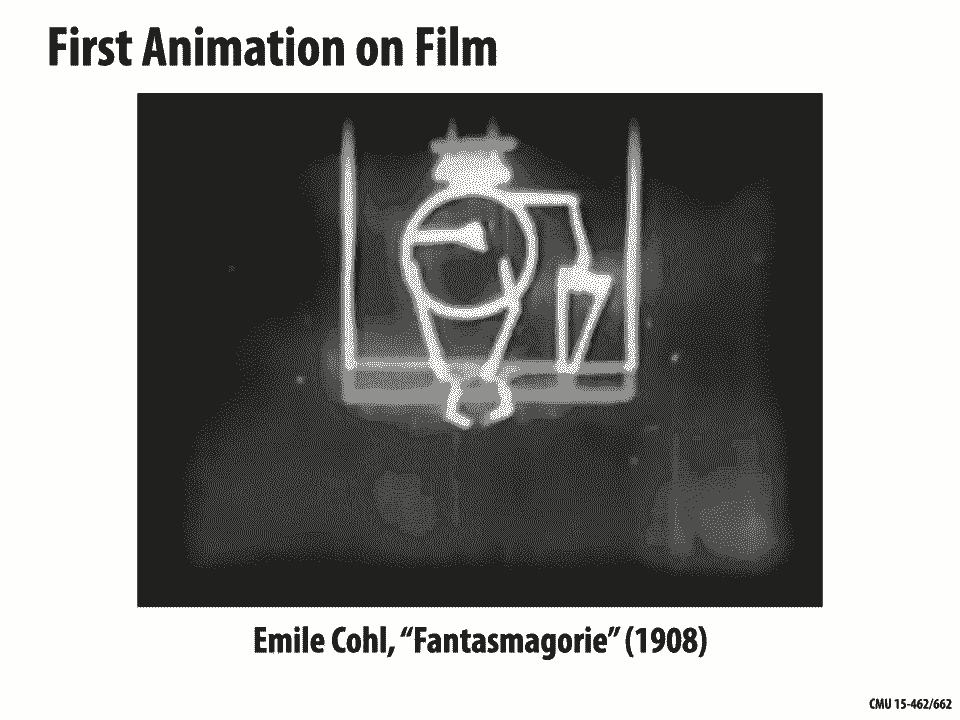 First Animation on Film
Emile Cohl, “Fantasmagorie” (1908)
CMU 15-462/662